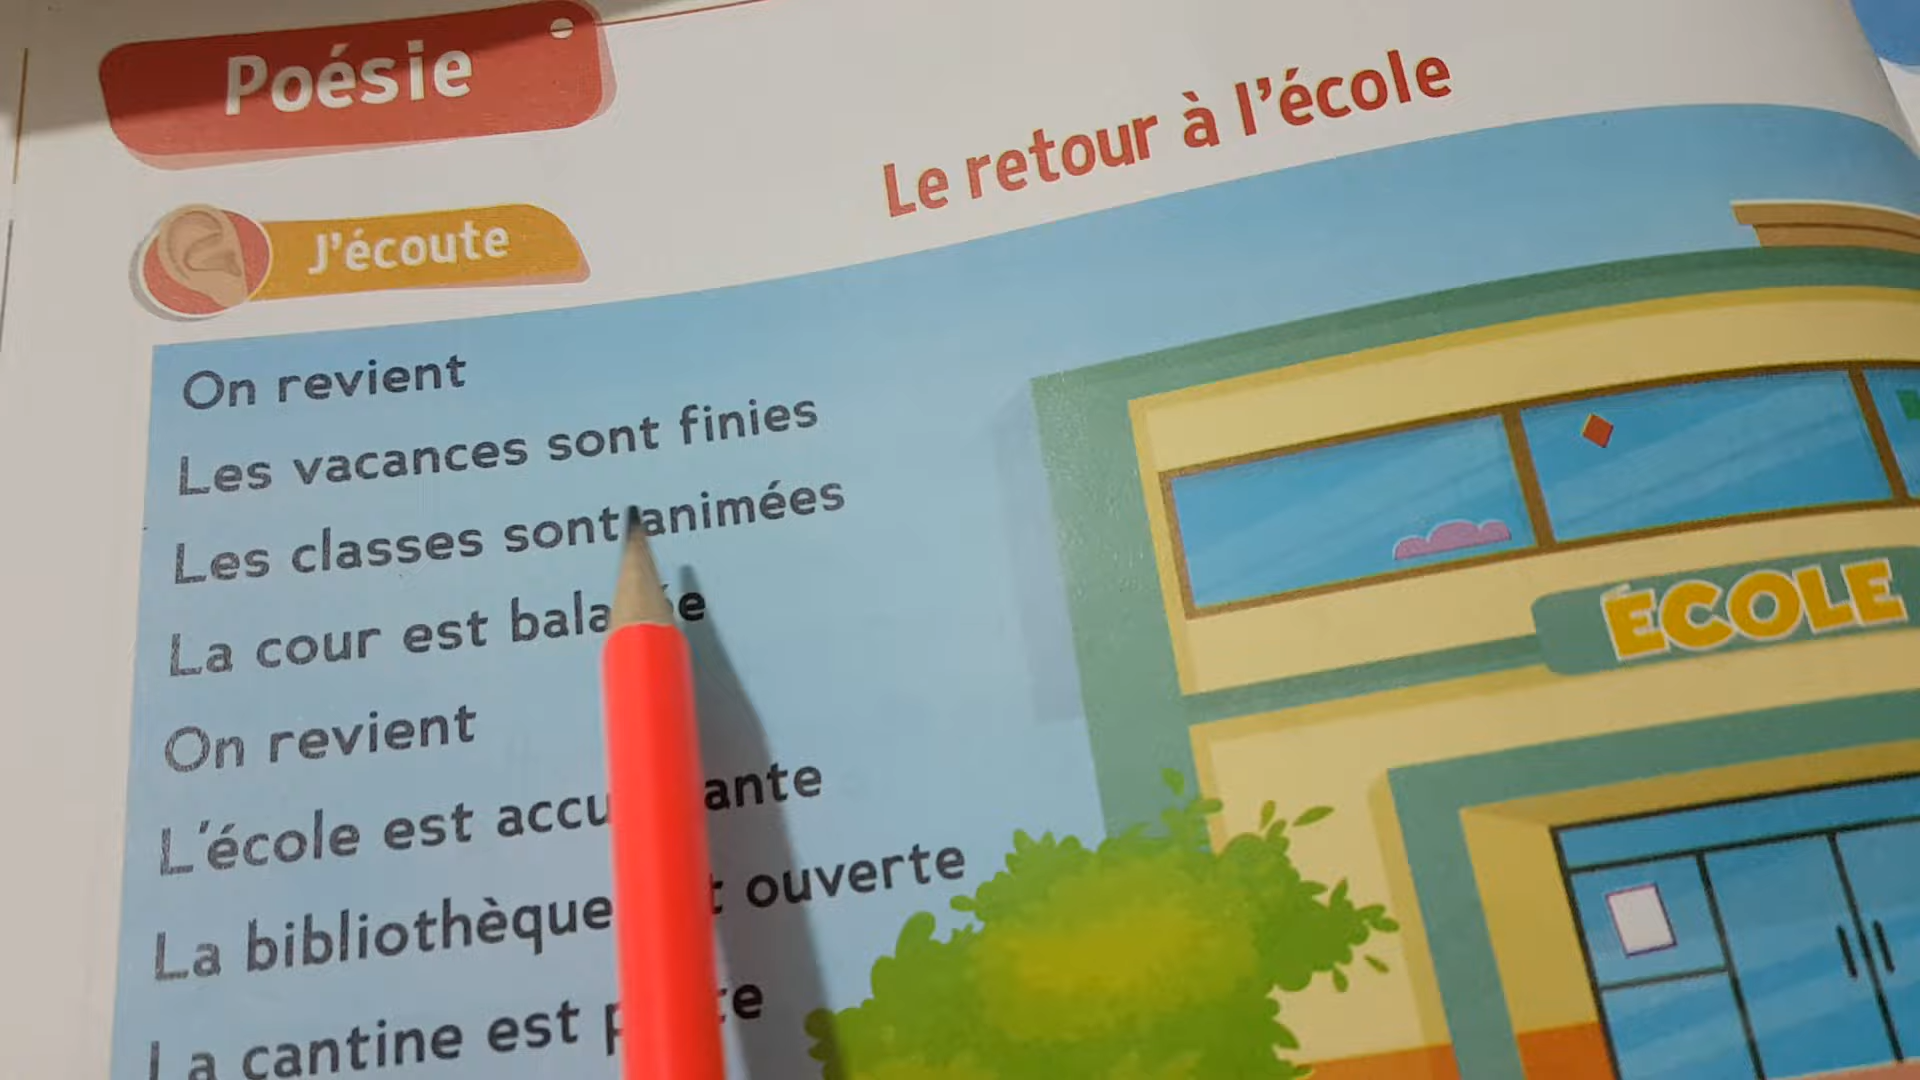 Poésie
Le retour à l'école
J'écoute
On revient
Les vacances sont finies
Les classes sont animées
La cour est
On revient
L'école est
La bibliothèque ouverte
La cantine est
ÉCOLE